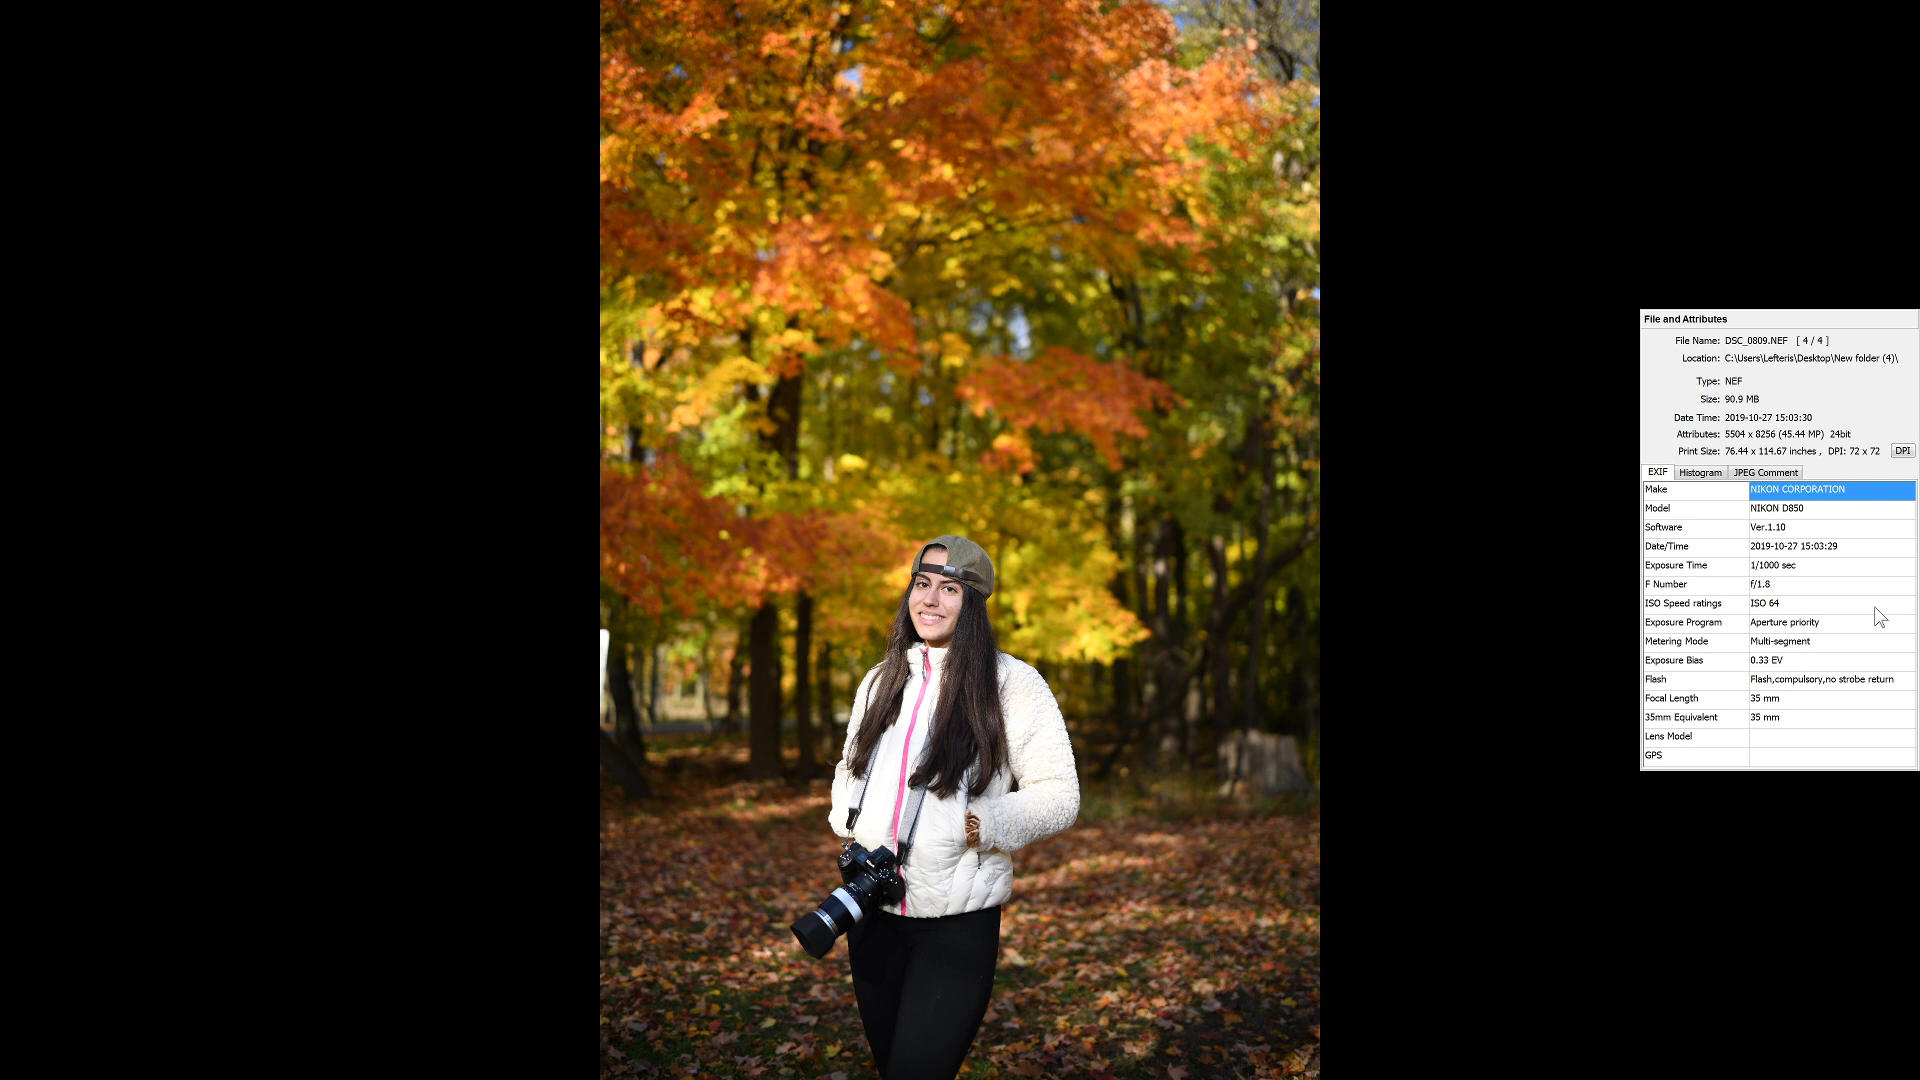 File and Attributes
File Name: DSC_0809.NEF [ 4 / 4 ]
Location: C:\Users\Lefteris\Desktop\New folder (4)\
Type: NEF
Size: 90.9 MB
Date Time: 2019-10-27 15:03:30
Attributes: 5504 x 8256 (45.44 MP) 24bit
Print Size: 76.44 x 114.67 inches , DPI: 72 x 72 DPI
EXIF Histogram JPEG Comment
Make NIKON CORPORATION
Model NIKON D850
Software Ver.1.10
Date/Time 2019-10-27 15:03:29
Exposure Time 1/1000 sec
F Number f/1.8
ISO Speed ratings ISO 64
Exposure Program Aperture priority
Metering Mode Multi-segment
Exposure Bias 0.33 EV
Flash Flash,compulsory,no strobe return
Focal Length 35 mm
35mm Equivalent 35 mm
Lens Model
GPS